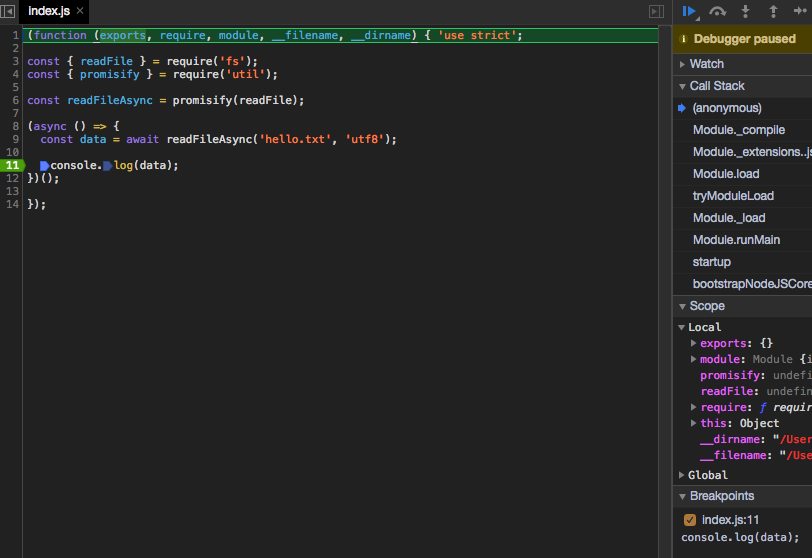 index.js ×
1 (function (exports, require, module, __filename, __dirname) { 'use strict';
2
3 const { readFile } = require('fs');
4 const { promisify } = require('util');
5
6 const readFileAsync = promisify(readFile);
7
8 (async () => {
9 const data = await readFileAsync('hello.txt', 'utf8');
10
11 console.log(data);
12 })();
13
14 });
Debugger paused
Watch
Call Stack
(anonymous)
Module._compile
Module._extensions..js
Module.load
tryModuleLoad
Module._load
Module.runMain
startup
bootstrapNodeJSCore
Scope
Local
exports: {}
module: Module {i
promisify: undefi
readFile: undefin
require: ƒ requir
this: Object
__dirname: "/User
__filename: "/Use
Global
Breakpoints
index.js:11
console.log(data);